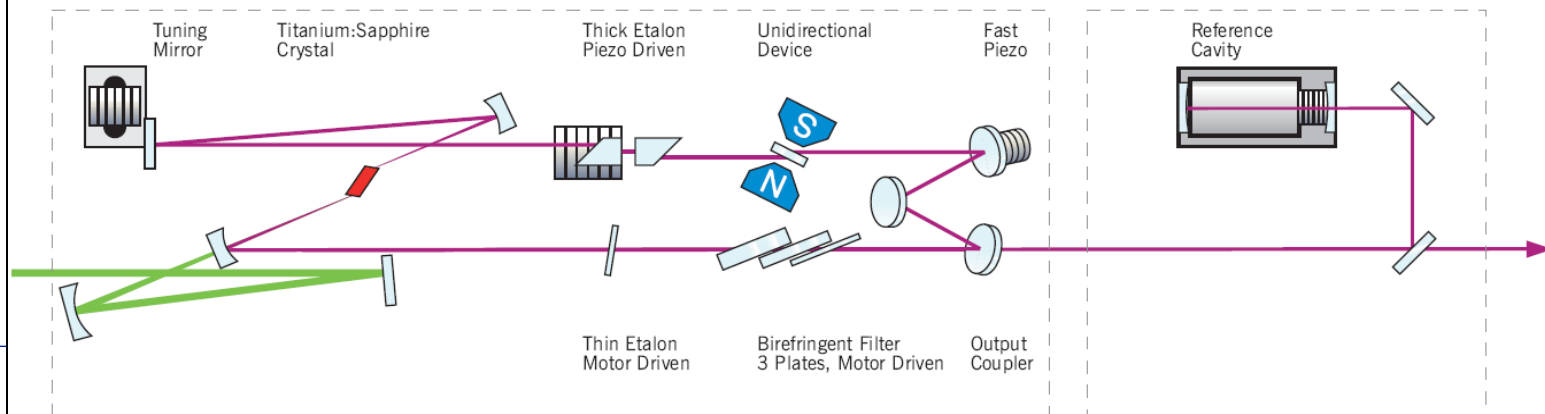 Tuning
Mirror
Titanium:Sapphire
Crystal
Thick Etalon
Piezo Driven
Unidirectional
Device
Fast
Piezo
Reference
Cavity
S
N
Thin Etalon
Motor Driven
Birefringent Filter
3 Plates, Motor Driven
Output
Coupler